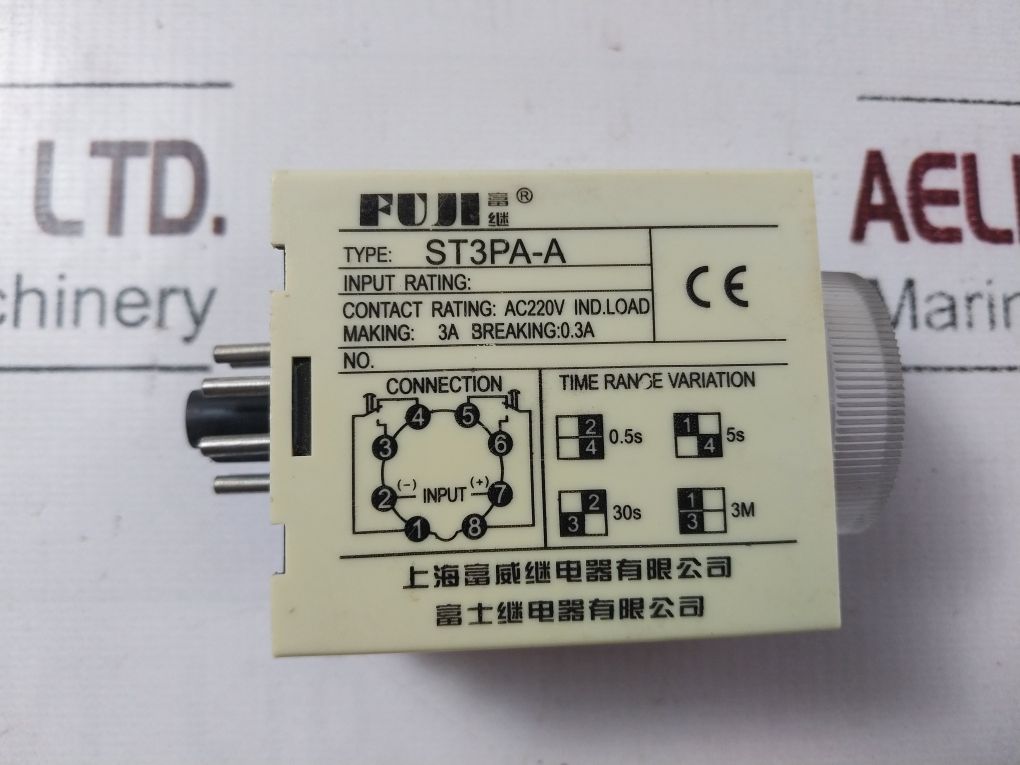 LTD.
chinery
AELI
Marin
FUJI 富继 ®
TYPE: ST3PA-A
INPUT RATING:
CONTACT RATING: AC220V IND.LOAD
MAKING: 3A BREAKING:0.3A
NO.
CE
CONNECTION
4 5
3 6
2 (-) INPUT (+) 7
1 8
TIME RANGE VARIATION
2 4 0.5s
1 4 5s
2 3 30s
1 3 3M
上海富威继电器有限公司
富士继电器有限公司